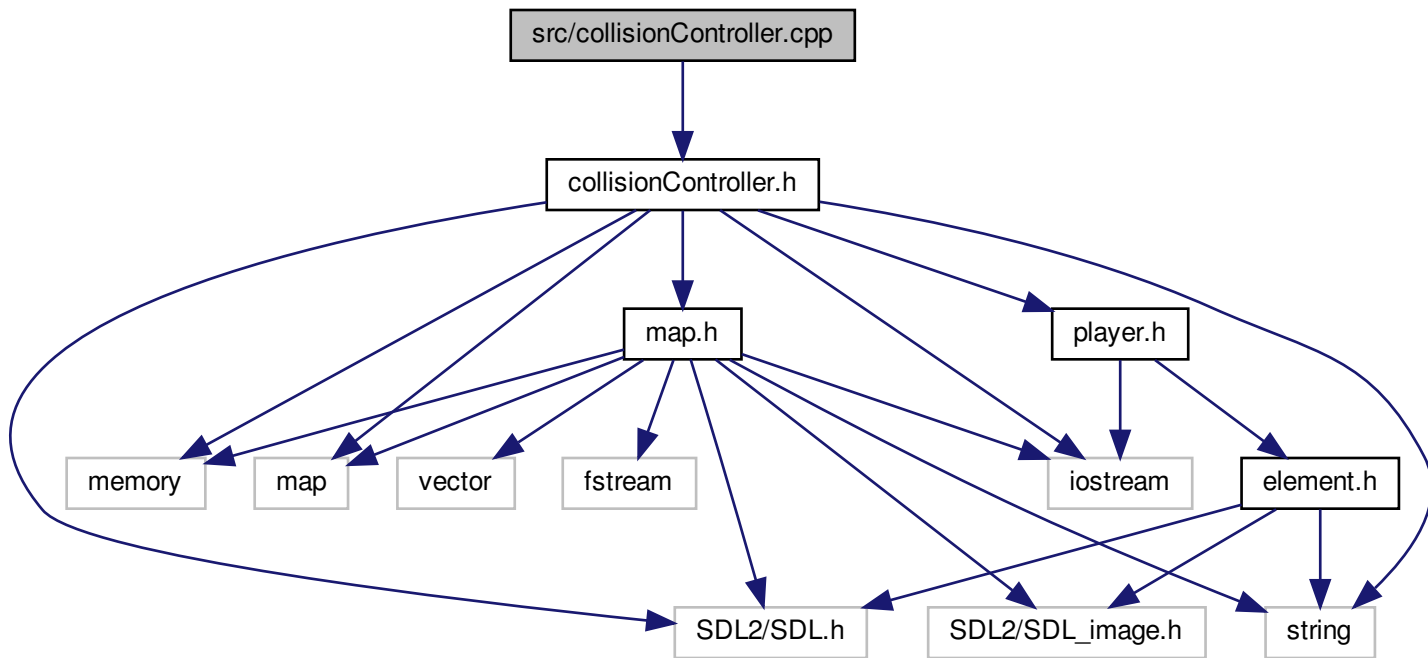 src/collisionController.cpp
collisionController.h
map.h
player.h
memory
map
vector
fstream
iostream
element.h
SDL2/SDL.h
SDL2/SDL_image.h
string